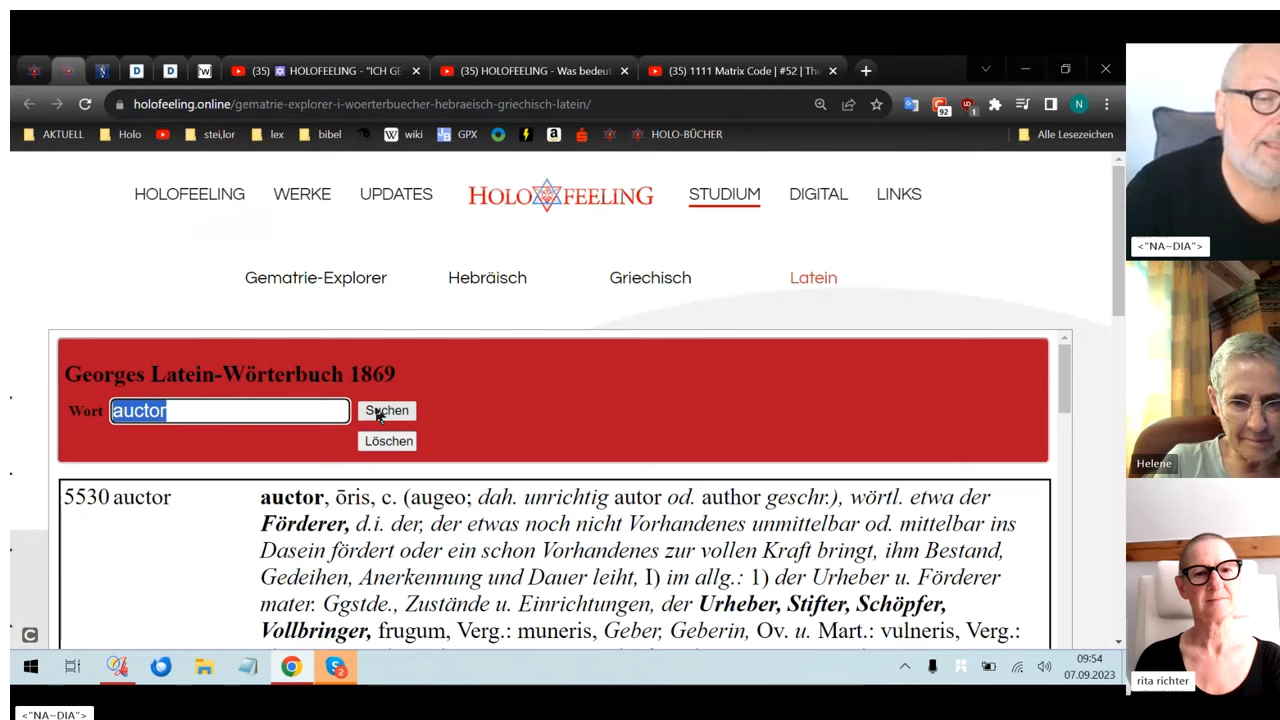 (35) HOLOFEELING - "ICH GE
(35) HOLOFEELING - Was bedeut
(35) 1111 Matrix Code | #52 | The
holofeeling.online/gematrie-explorer-i-woerterbuecher-hebraeisch-griechisch-latein/
92
1
N
AKTUELL
Holo
stei,lor
lex
bibel
wiki
GPX
HOLO-BÜCHER
Alle Lesezeichen
HOLOFEELING
WERKE
UPDATES
HOLOFEELING
STUDIUM
DIGITAL
LINKS
<"NA~DIA">
Gematrie-Explorer
Hebräisch
Griechisch
Latein
Georges Latein-Wörterbuch 1869
Wort auctor Suchen
Löschen
Helene
5530 auctor
auctor, ōris, c. (augeo; dah. unrichtig autor od. author geschr.), wörtl. etwa der
Förderer, d.i. der, der etwas noch nicht Vorhandenes unmittelbar od. mittelbar ins
Dasein fördert oder ein schon Vorhandenes zur vollen Kraft bringt, ihm Bestand,
Gedeihen, Anerkennung und Dauer leiht, I) im allg.: 1) der Urheber u. Förderer
mater. Ggstde., Zustände u. Einrichtungen, der Urheber, Stifter, Schöpfer,
Vollbringer, frugum, Verg.: muneris, Geber, Geberin, Ov. u. Mart.: vulneris, Verg.:
09:54
07.09.2023
rita richter
<"NA~DIA">